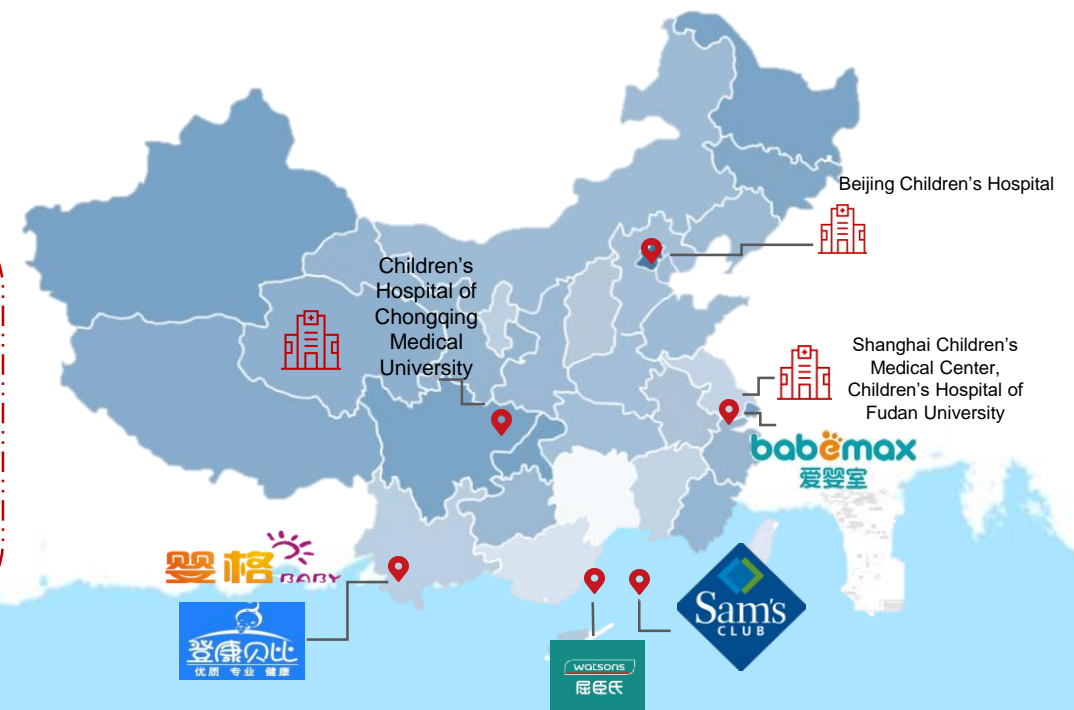 Beijing Children's Hospital
Children's
Hospital of
Chongqing
Medical
University
Shanghai Children's
Medical Center,
Children's Hospital of
Fudan University
babemax
爱婴室
婴格
BABY
登康贝比
优质 专业 健康
Sam's
CLUB
watsons
屈臣氏